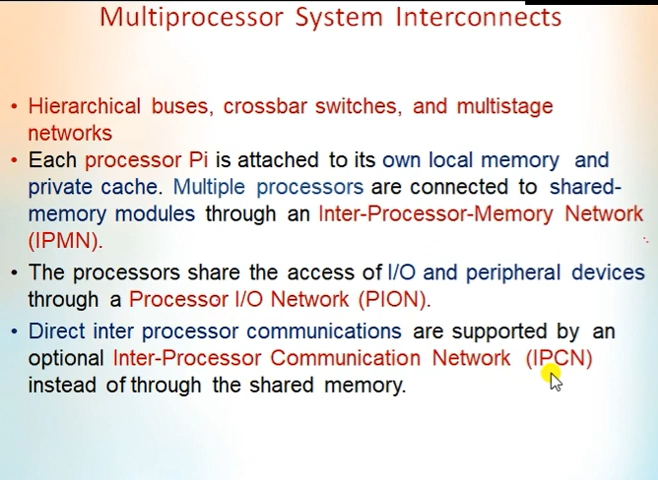 Multiprocessor System Interconnects
• Hierarchical buses, crossbar switches, and multistage
networks
• Each processor Pi is attached to its own local memory and
private cache. Multiple processors are connected to shared-
memory modules through an Inter-Processor-Memory Network
(IPMN).
• The processors share the access of I/O and peripheral devices
through a Processor I/O Network (PION).
• Direct inter processor communications are supported by an
optional Inter-Processor Communication Network (IPCN)
instead of through the shared memory.